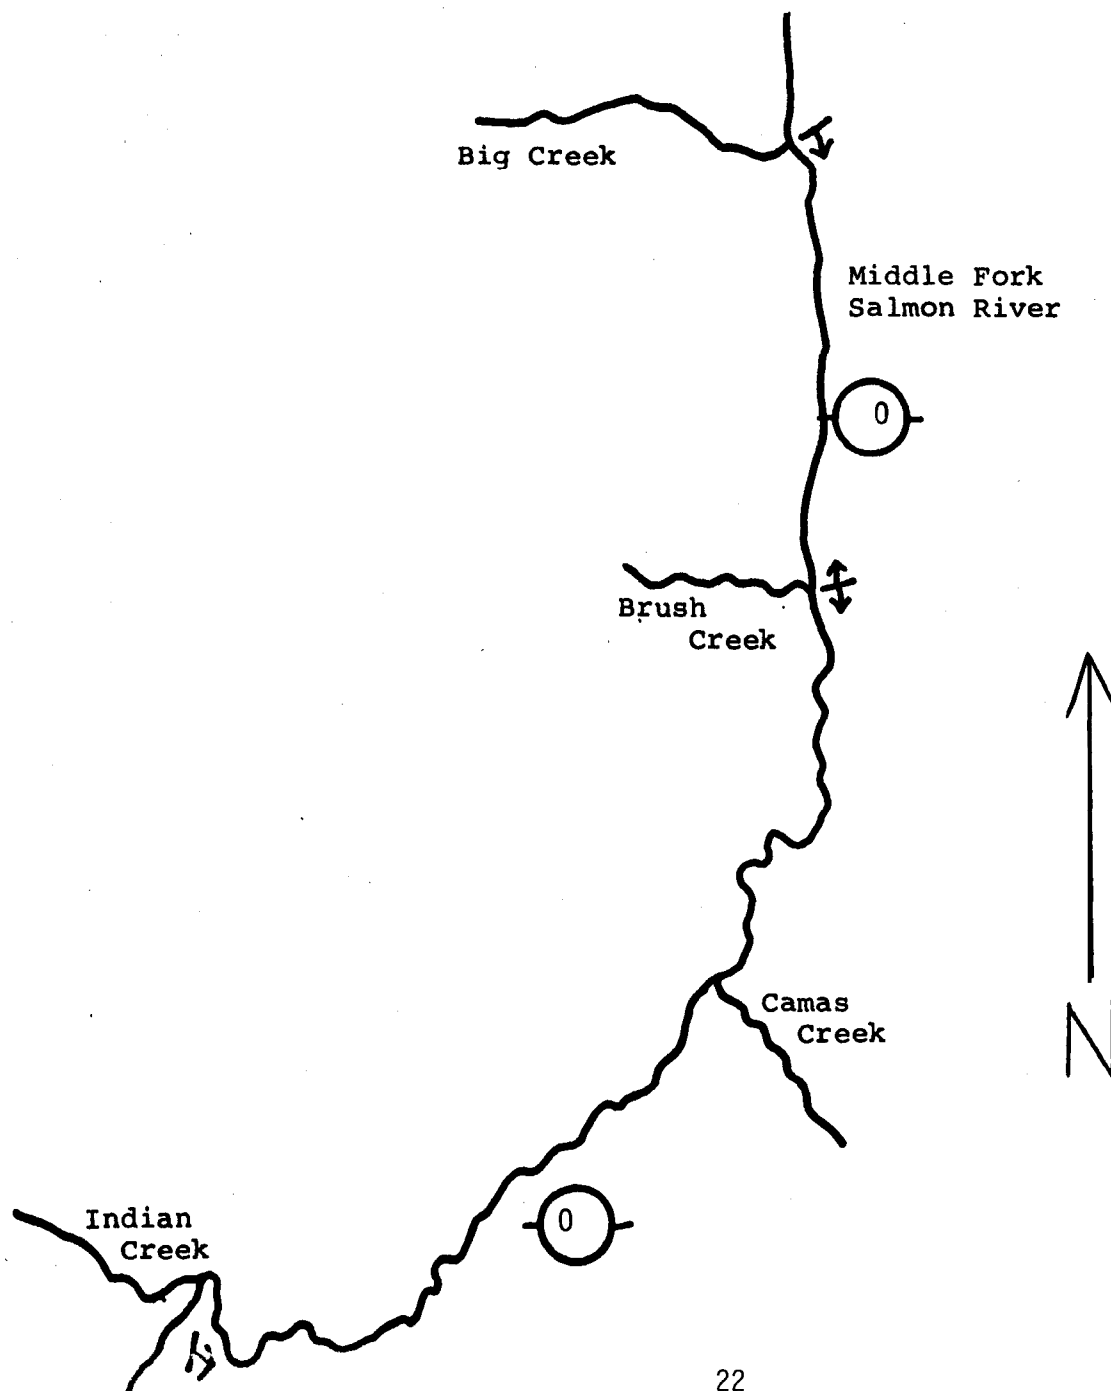 Big Creek
Middle Fork
Salmon River
0
Brush
Creek
Camas
Creek
N
Indian
Creek
0
22